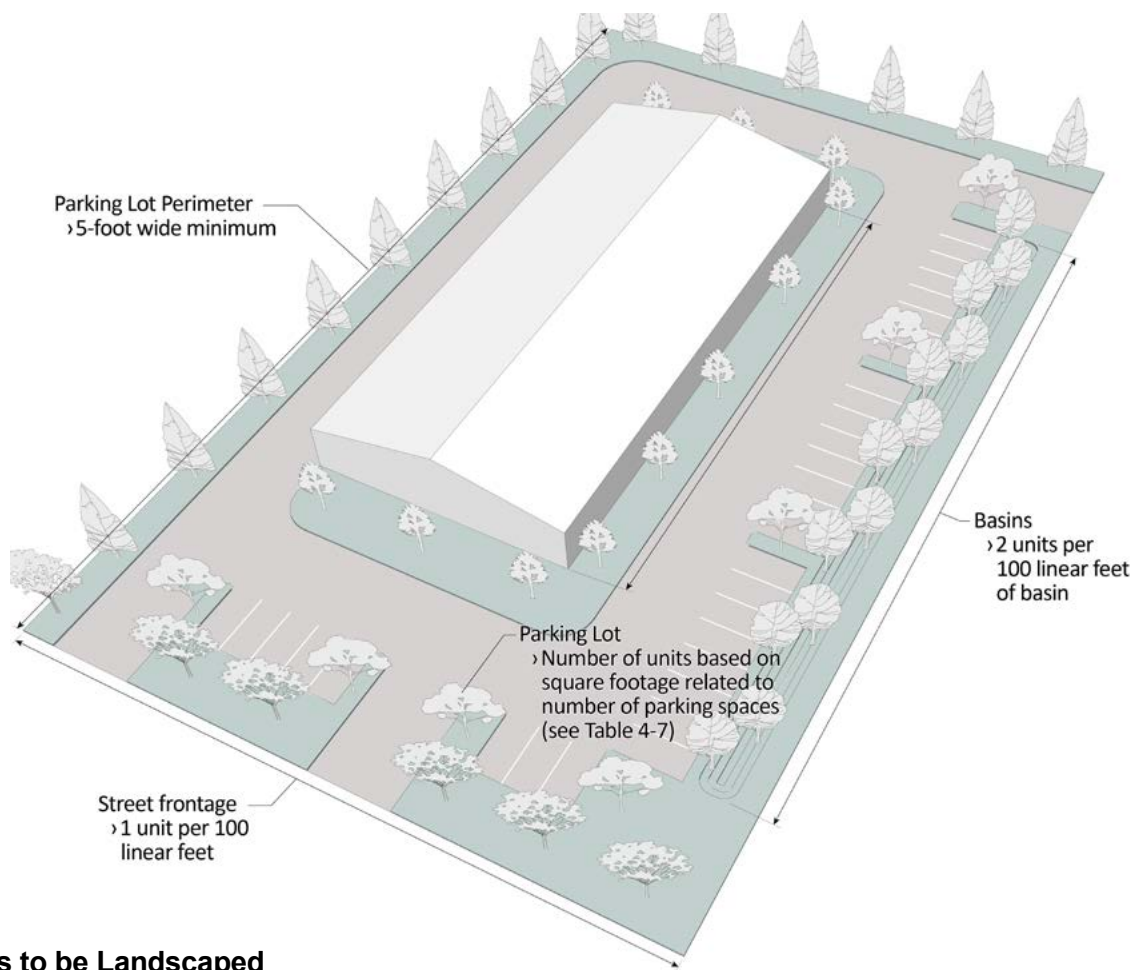 Parking Lot Perimeter
›5-foot wide minimum
Basins
›2 units per
100 linear feet
of basin
Parking Lot
›Number of units based on
square footage related to
number of parking spaces
(see Table 4-7)
Street frontage
›1 unit per 100
linear feet
s to be Landscaped